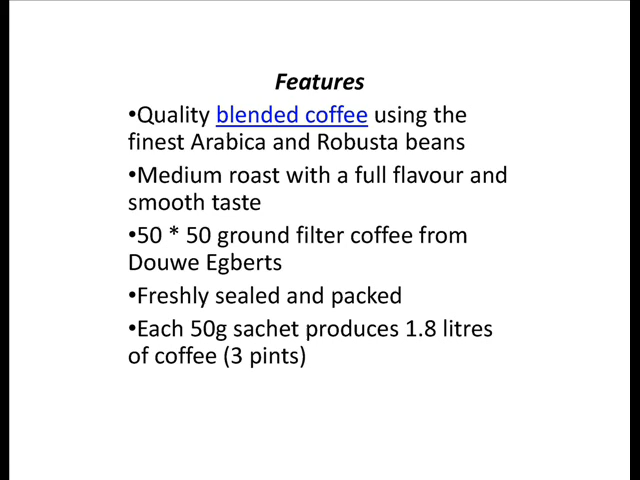 Features
•Quality blended coffee using the
finest Arabica and Robusta beans
•Medium roast with a full flavour and
smooth taste
•50 * 50 ground filter coffee from
Douwe Egberts
•Freshly sealed and packed
•Each 50g sachet produces 1.8 litres
of coffee (3 pints)